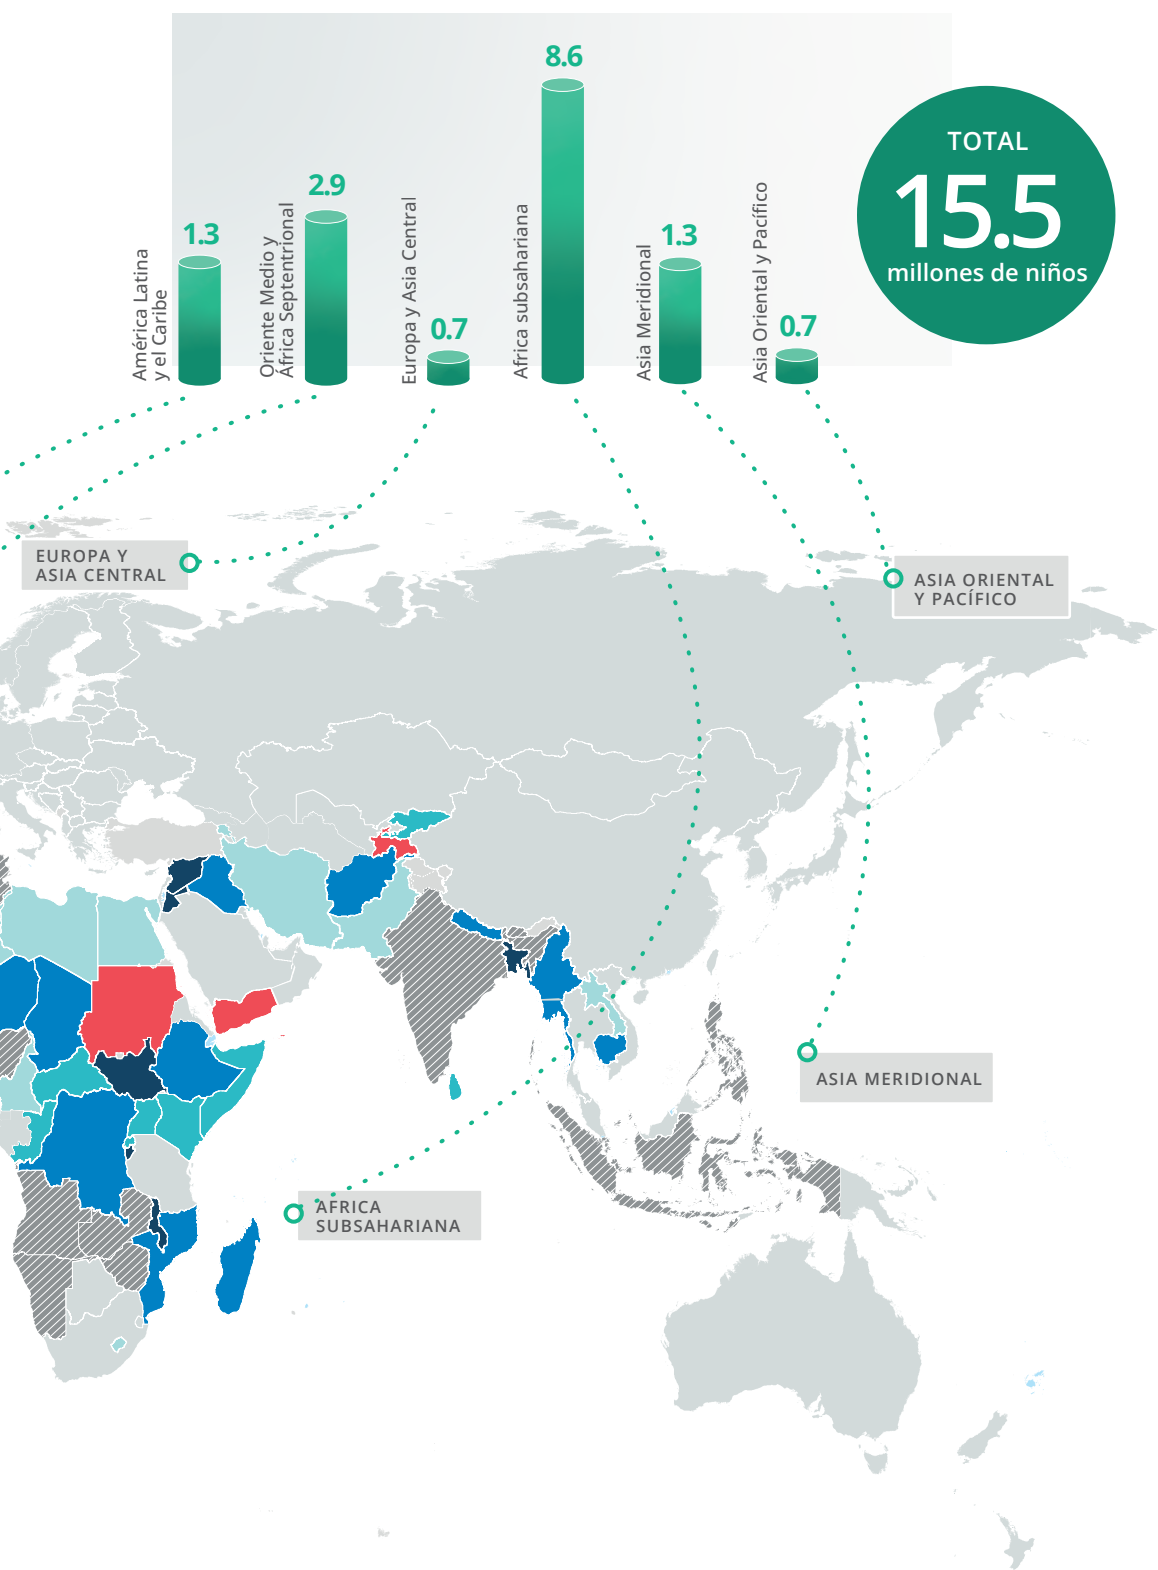 8.6
2.9
1.3
1.3
0.7
0.7
América Latina
y el Caribe
Oriente Medio y
África Septentrional
Europa y Asia Central
Africa subsahariana
Asia Meridional
Asia Oriental y Pacífico
TOTAL
15.5
millones de niños
EUROPA Y
ASIA CENTRAL
ASIA ORIENTAL
Y PACÍFICO
ASIA MERIDIONAL
AFRICA
SUBSAHARIANA